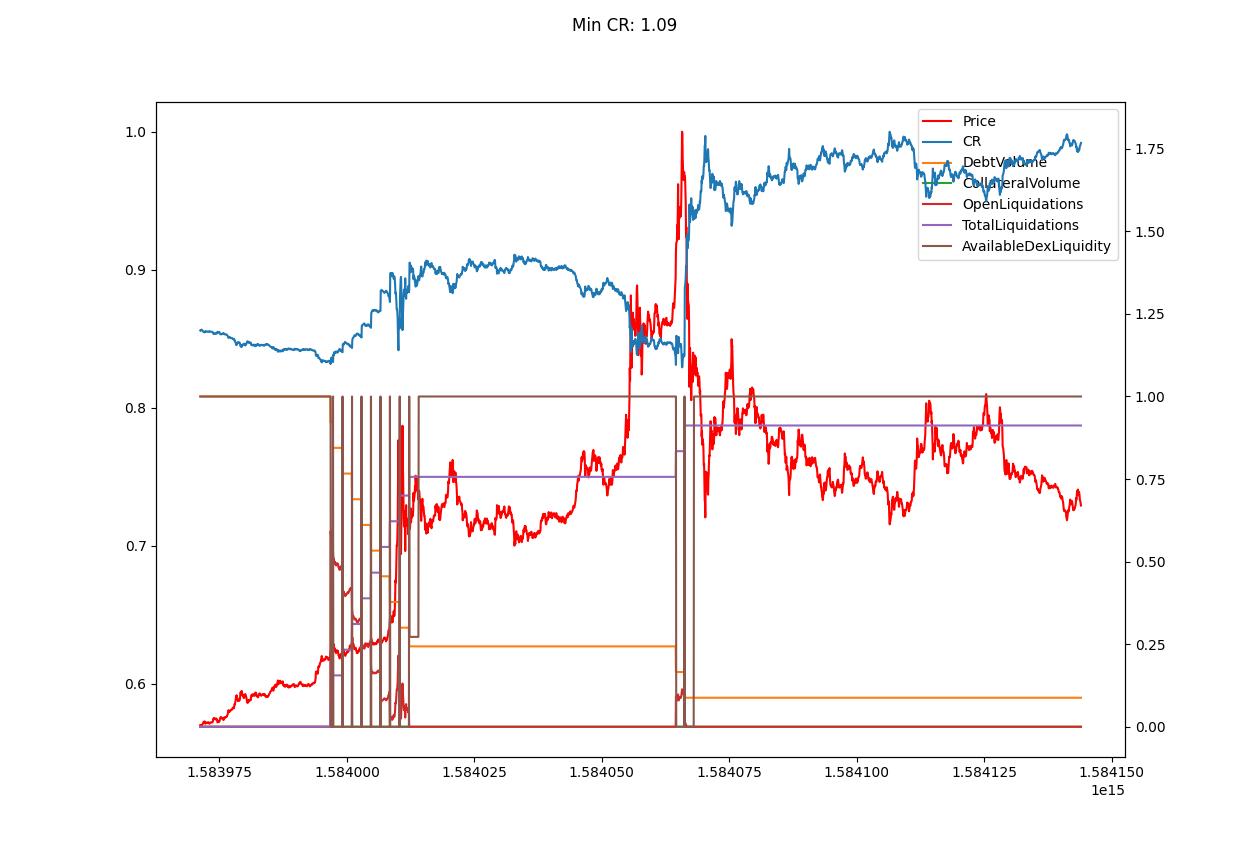 Min CR: 1.09
1.0
0.9
0.8
0.7
0.6
1.75
1.50
1.25
1.00
0.75
0.50
0.25
0.00
Price
CR
DebtVolume
CollateralVolume
OpenLiquidations
TotalLiquidations
AvailableDexLiquidity
1.583975 1.584000 1.584025 1.584050 1.584075 1.584100 1.584125 1.584150
1e15